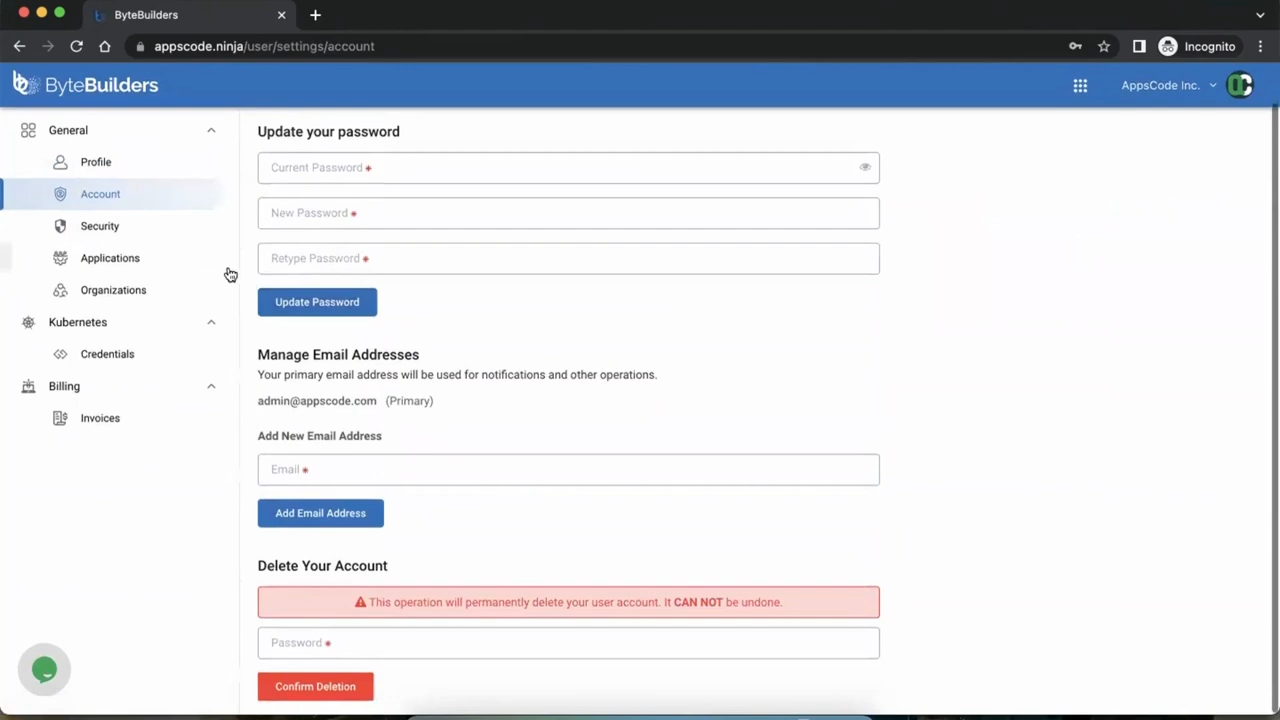 ByteBuilders
appscode.ninja/user/settings/account
Incognito
ByteBuilders
AppsCode Inc.
General
Profile
Account
Security
Applications
Organizations
Kubernetes
Credentials
Billing
Invoices
Update your password
Current Password *
New Password *
Retype Password *
Update Password
Manage Email Addresses
Your primary email address will be used for notifications and other operations.
admin@appscode.com (Primary)
Add New Email Address
Email *
Add Email Address
Delete Your Account
This operation will permanently delete your user account. It CAN NOT be undone.
Password *
Confirm Deletion